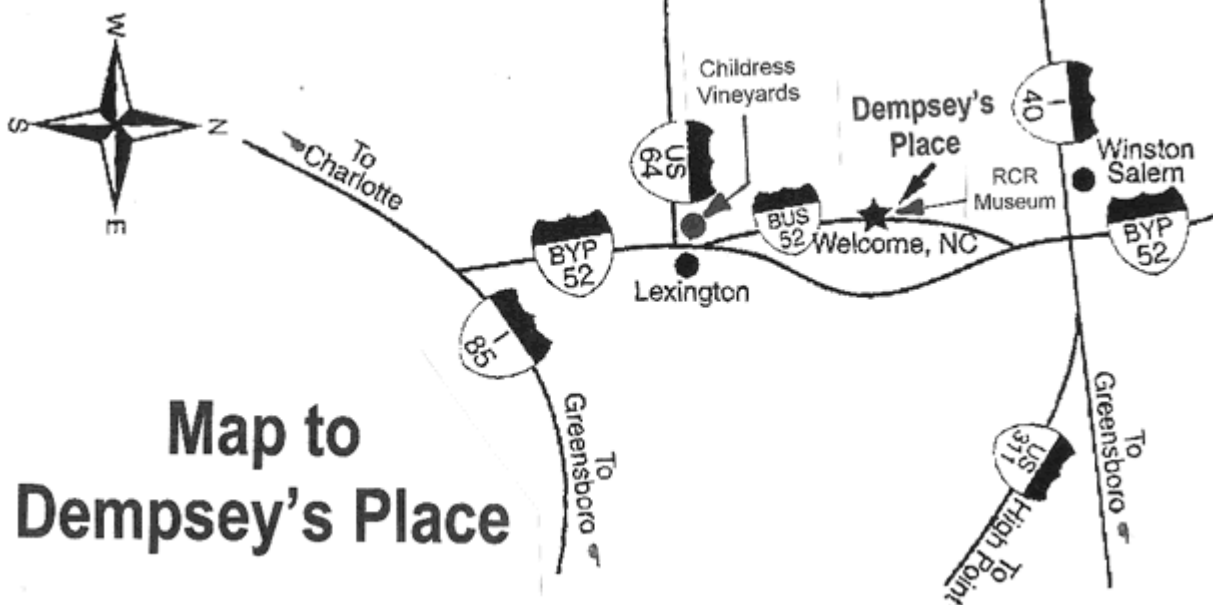 W
S
N
E
To
Charlotte
Childress
Vineyards
Dempsey's
Place
I
40
US
64
Winston
Salem
RCR
Museum
BUS
52
Welcome, NC
BYP
52
BYP
52
Lexington
I
85
Map to
Dempsey's Place
To
Greensboro
US
311
To
High Point
To
Greensboro